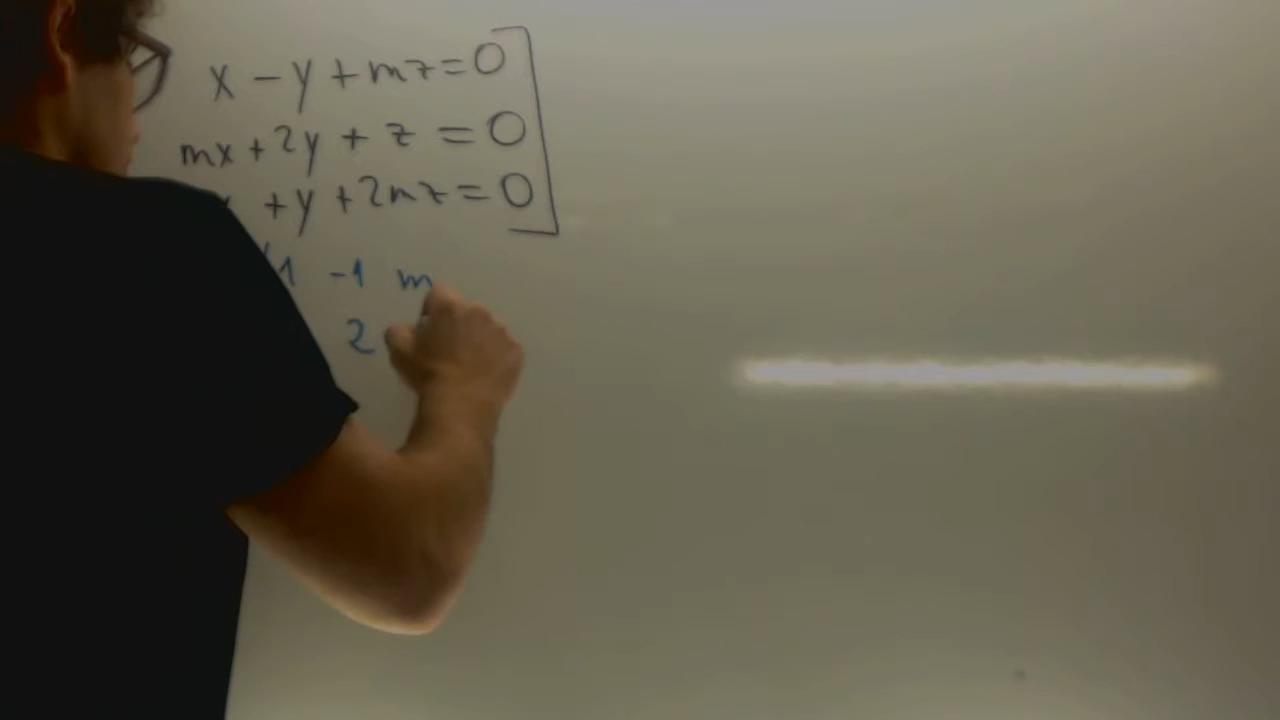 x - y + mz = 0
mx + 2y + z = 0
+ y + 2mz = 0
1 -1 m
2